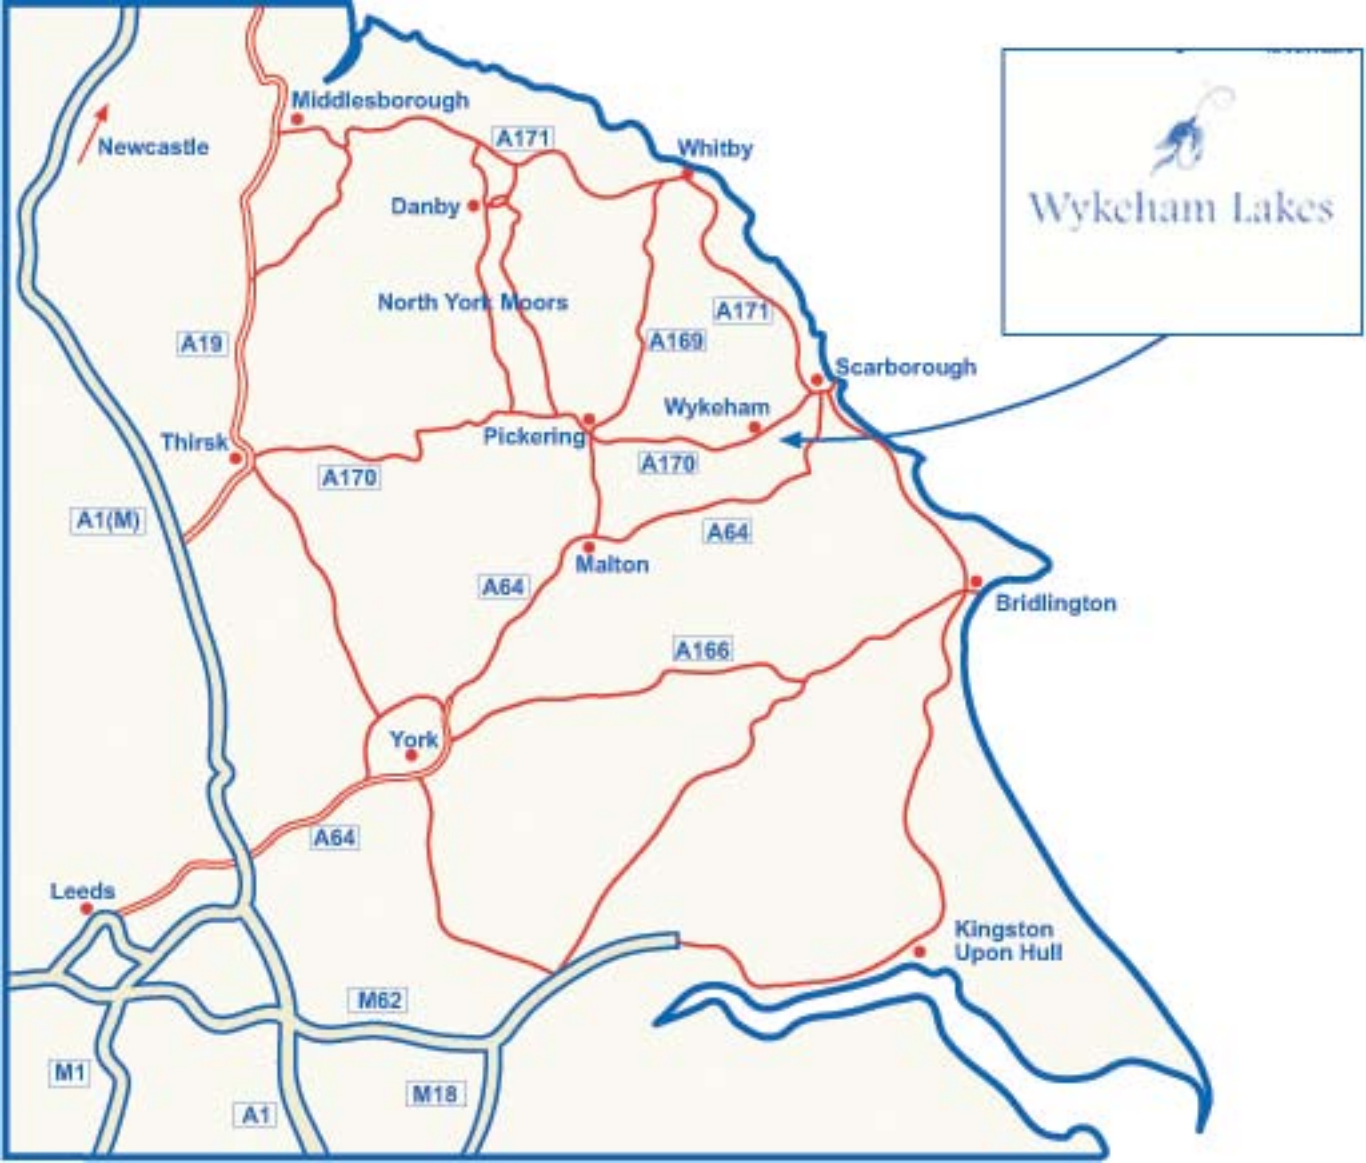 Middlesborough
Newcastle
A171
Whitby
Wykeham Lakes
Danby
North York Moors
A171
A19
A169
Scarborough
Wykeham
Thirsk
Pickering
A170
A170
A1(M)
A64
Malton
A64
Bridlington
A166
York
A64
Leeds
Kingston
Upon Hull
M62
M1
M18
A1